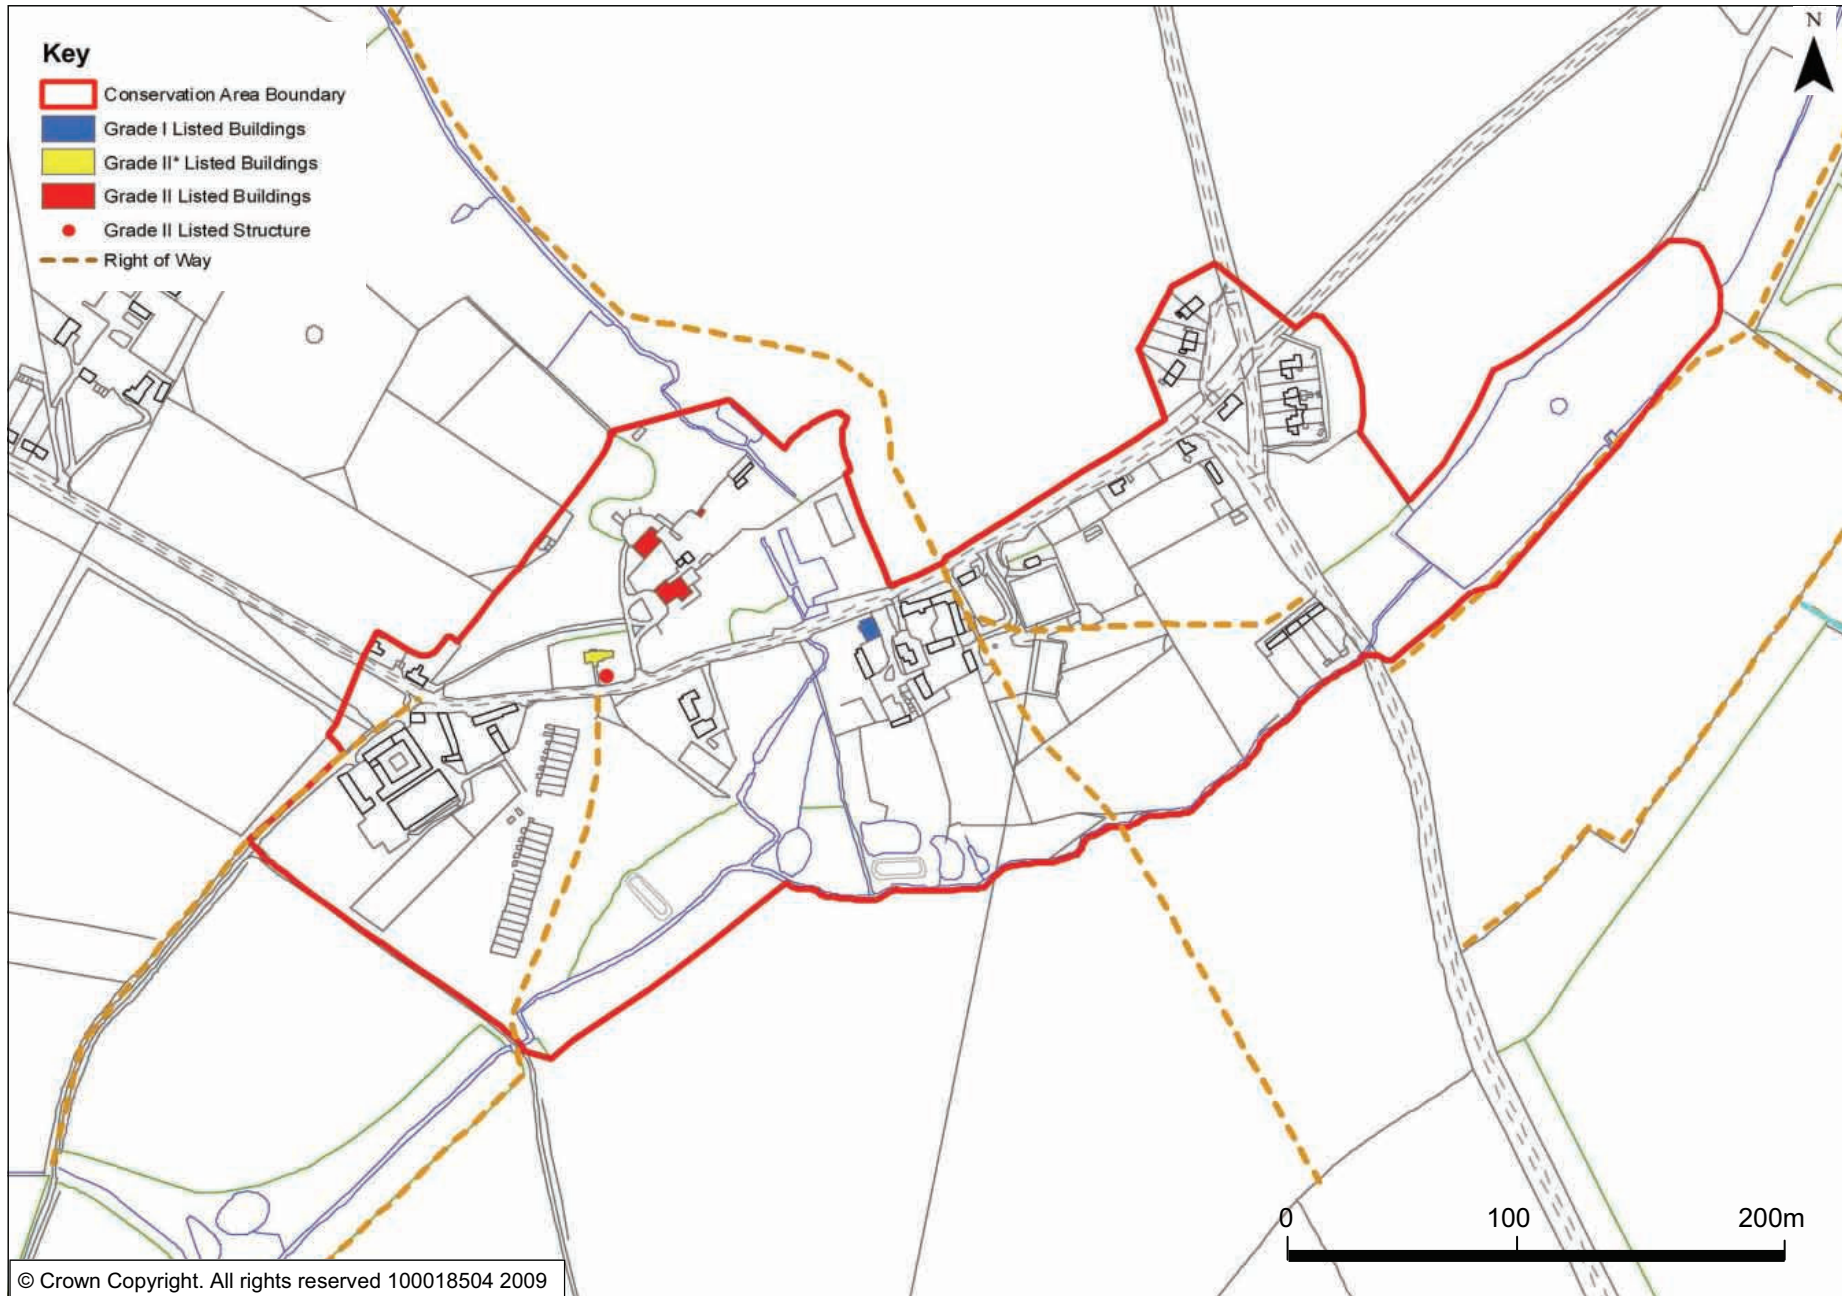 Key
Conservation Area Boundary
Grade I Listed Buildings
Grade II* Listed Buildings
Grade II Listed Buildings
Grade II Listed Structure
Right of Way
N
0 100 200m
© Crown Copyright. All rights reserved 100018504 2009